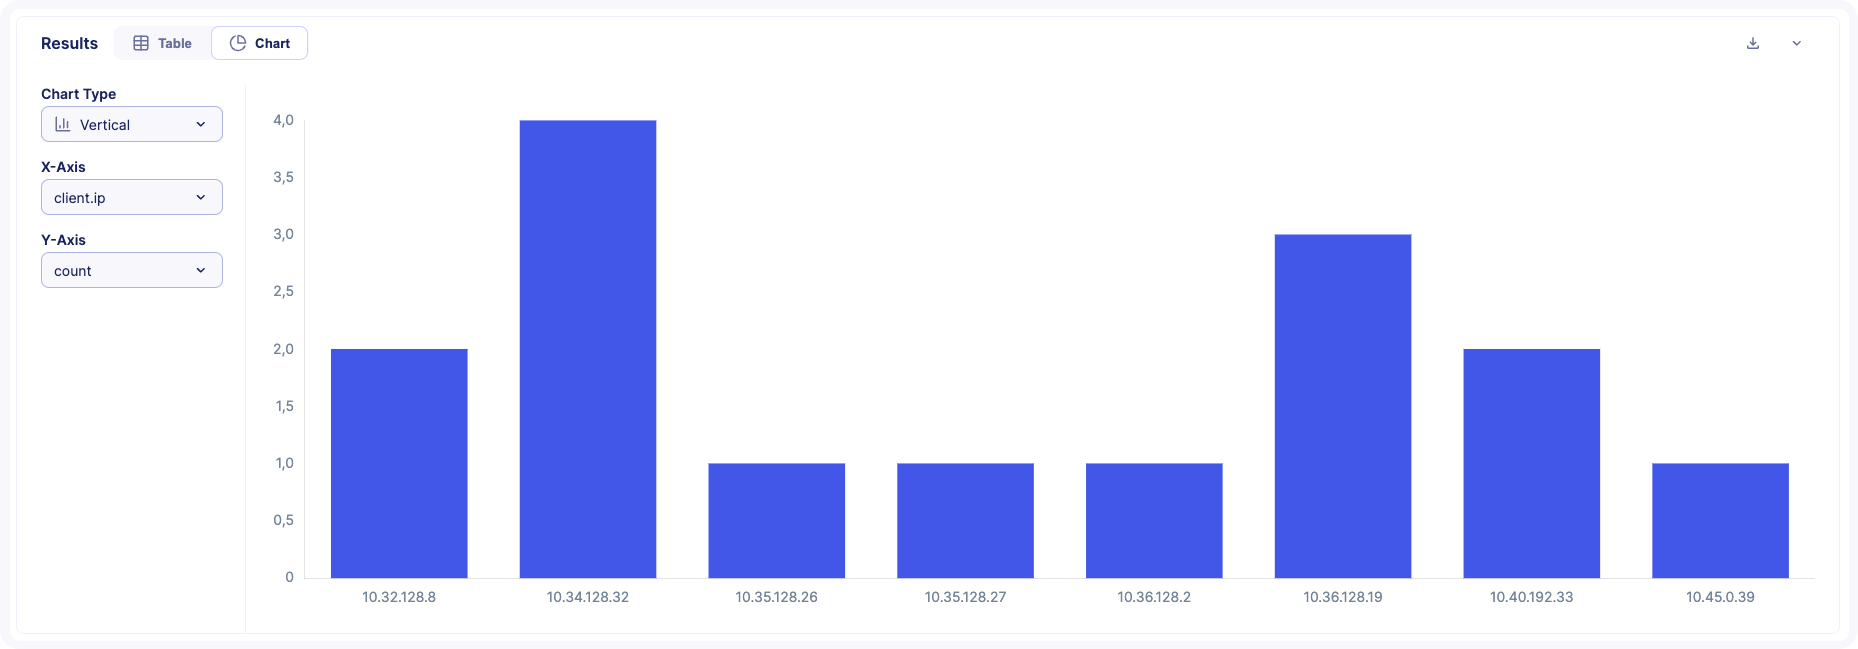 Results
Table
Chart
Chart Type
Vertical
X-Axis
client.ip
Y-Axis
count
4,0
3,5
3,0
2,5
2,0
1,5
1,0
0,5
0
10.32.128.8
10.34.128.32
10.35.128.26
10.35.128.27
10.36.128.2
10.36.128.19
10.40.192.33
10.45.0.39